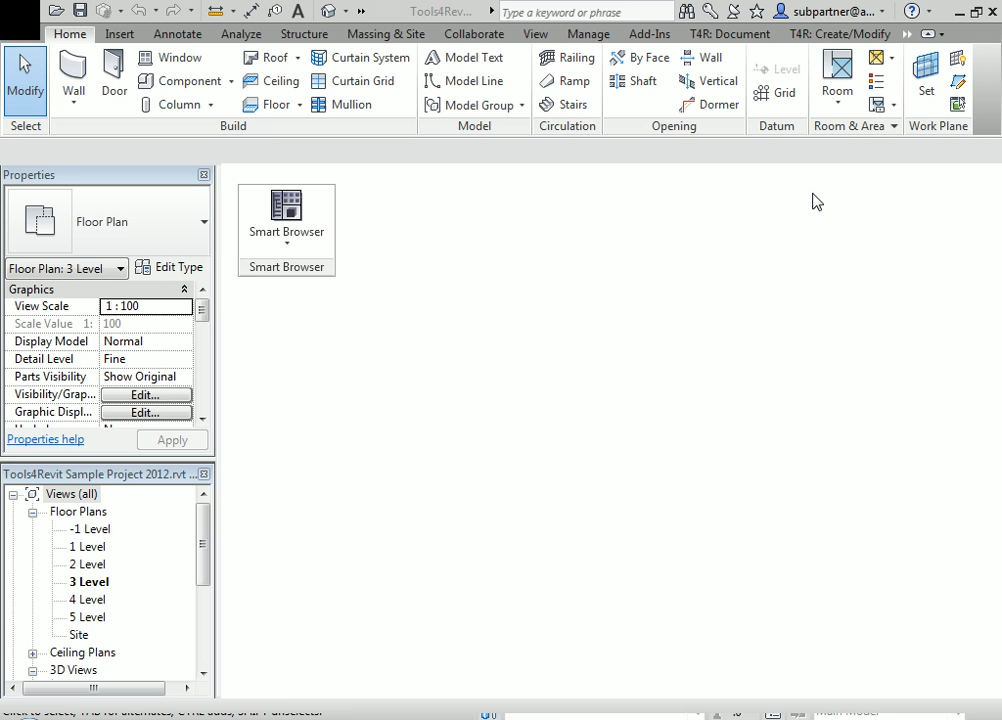 Tools4Rev...
Type a keyword or phrase
subpartner@a...
Home Insert Annotate Analyze Structure Massing & Site Collaborate View Manage Add-Ins T4R: Document T4R: Create/Modify
Modify
Select
Wall Door
Window
Component
Column
Roof
Ceiling
Floor
Curtain System
Curtain Grid
Mullion
Build
Model Text
Model Line
Model Group
Model
Railing
Ramp
Stairs
Circulation
By Face
Shaft
Wall
Vertical
Dormer
Opening
Level
Grid
Datum
Room
Room & Area
Set
Work Plane
Properties
Floor Plan
Floor Plan: 3 Level
Edit Type
Graphics
View Scale 1 : 100
Scale Value 1: 100
Display Model Normal
Detail Level Fine
Parts Visibility Show Original
Visibility/Grap... Edit...
Graphic Displ... Edit...
Properties help Apply
Tools4Revit Sample Project 2012.rvt ...
Views (all)
Floor Plans
-1 Level
1 Level
2 Level
3 Level
4 Level
5 Level
Site
Ceiling Plans
3D Views
Smart Browser
Smart Browser